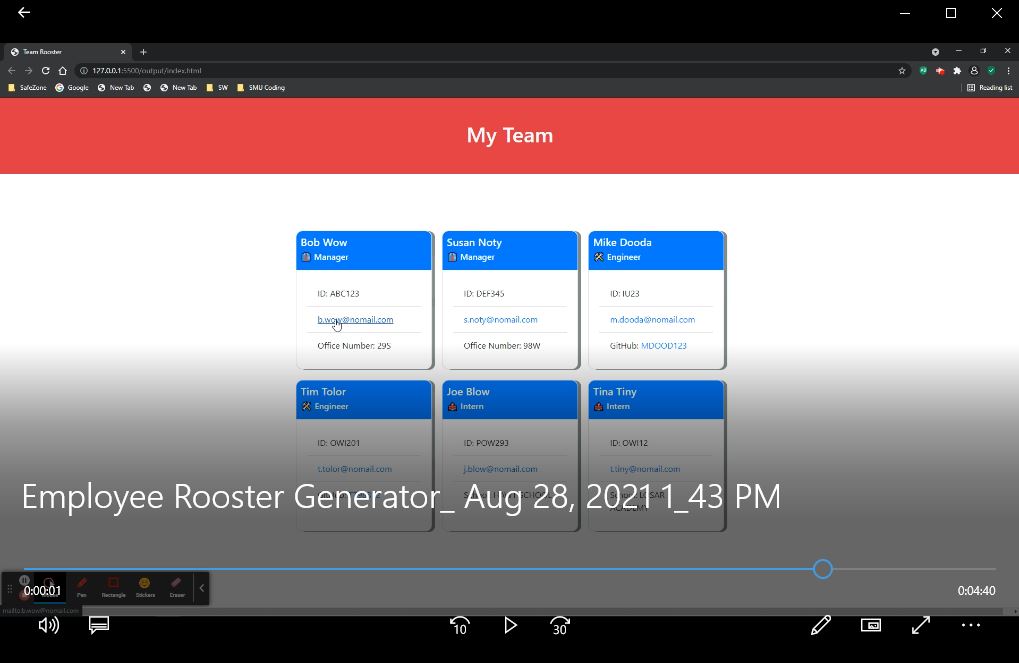 Team Rooster
127.0.0.1:5500/output/index.html
SafeZone Google New Tab New Tab SW SMU Coding Reading list
My Team
Bob Wow
Manager
ID: ABC123
b.wow@nomail.com
Office Number: 29S
Susan Noty
Manager
ID: DEF345
s.noty@nomail.com
Office Number: 98W
Mike Dooda
Engineer
ID: IU23
m.dooda@nomail.com
GitHub: MDOOD123
Tim Tolor
Engineer
ID: OWI201
t.tolor@nomail.com
Joe Blow
Intern
ID: POW293
j.blow@nomail.com
Tina Tiny
Intern
ID: OWI12
t.tiny@nomail.com
Employee Rooster Generator_ Aug 28, 2021 1_43 PM
0:00:01
Pen Rectangle Stickers Eraser
0:04:40
mailto:b.wow@nomail.com
10
30